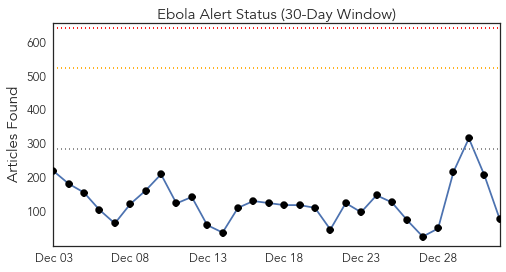 Ebola Alert Status (30-Day Window)
Articles Found
600
500
400
300
200
100
Dec 03
Dec 08
Dec 13
Dec 18
Dec 23
Dec 28